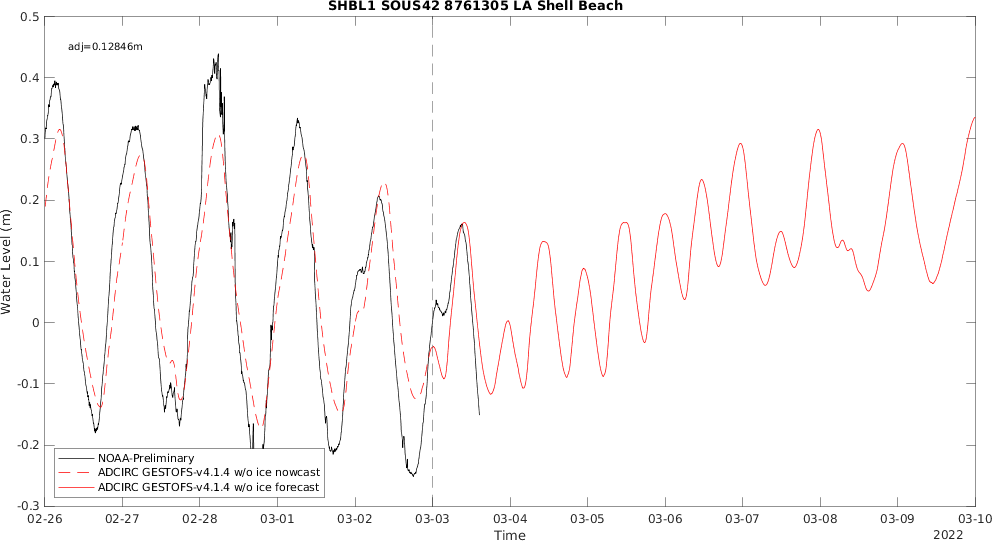 SHBL1 SOUS42 8761305 LA Shell Beach
adj=0.12846m
Water Level (m)
0.5
0.4
0.3
0.2
0.1
0
-0.1
-0.2
-0.3
NOAA-Preliminary
ADCIRC GESTOFS-v4.1.4 w/o ice nowcast
ADCIRC GESTOFS-v4.1.4 w/o ice forecast
02-26 02-27 02-28 03-01 03-02 03-03 03-04 03-05 03-06 03-07 03-08 03-09 03-10
Time
2022